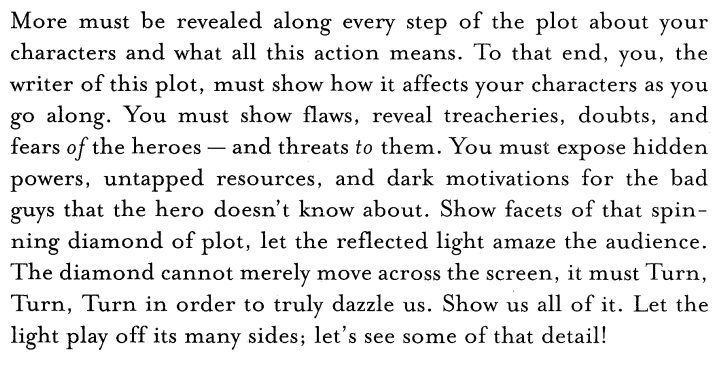 More must be revealed along every step of the plot about your
characters and what all this action means. To that end, you, the
writer of this plot, must show how it affects your characters as you
go along. You must show flaws, reveal treacheries, doubts, and
fears of the heroes — and threats to them. You must expose hidden
powers, untapped resources, and dark motivations for the bad
guys that the hero doesn't know about. Show facets of that spin-
ning diamond of plot, let the reflected light amaze the audience.
The diamond cannot merely move across the screen, it must Turn,
Turn, Turn in order to truly dazzle us. Show us all of it. Let the
light play off its many sides; let's see some of that detail!